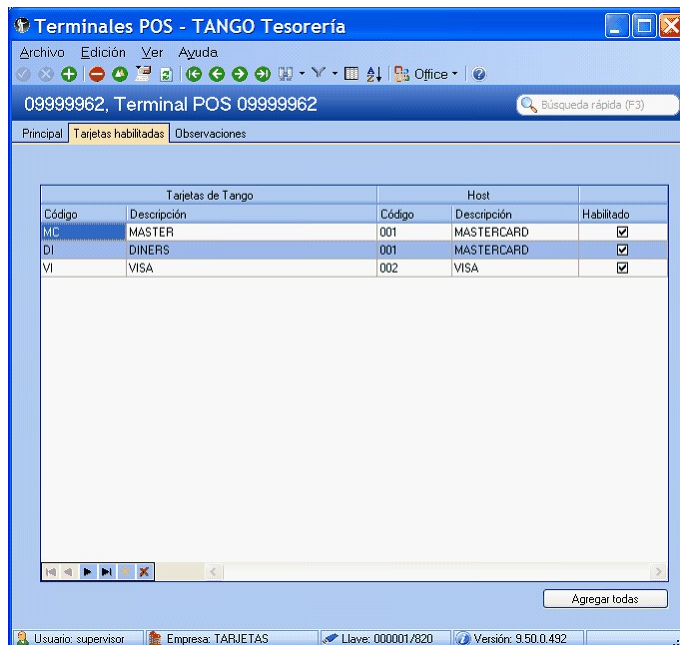 Terminales POS - TANGO Tesorería
Archivo Edición Ver Ayuda
Office
09999962, Terminal POS 09999962
Búsqueda rápida (F3)
Principal Tarjetas habilitadas Observaciones
Tarjetas de Tango Host
Código Descripción Código Descripción Habilitado
MC MASTER 001 MASTERCARD
DI DINERS 001 MASTERCARD
VI VISA 002 VISA
Agregar todas
Usuario: supervisor Empresa: TARJETAS Llave: 000001/820 Versión: 9.50.0.492